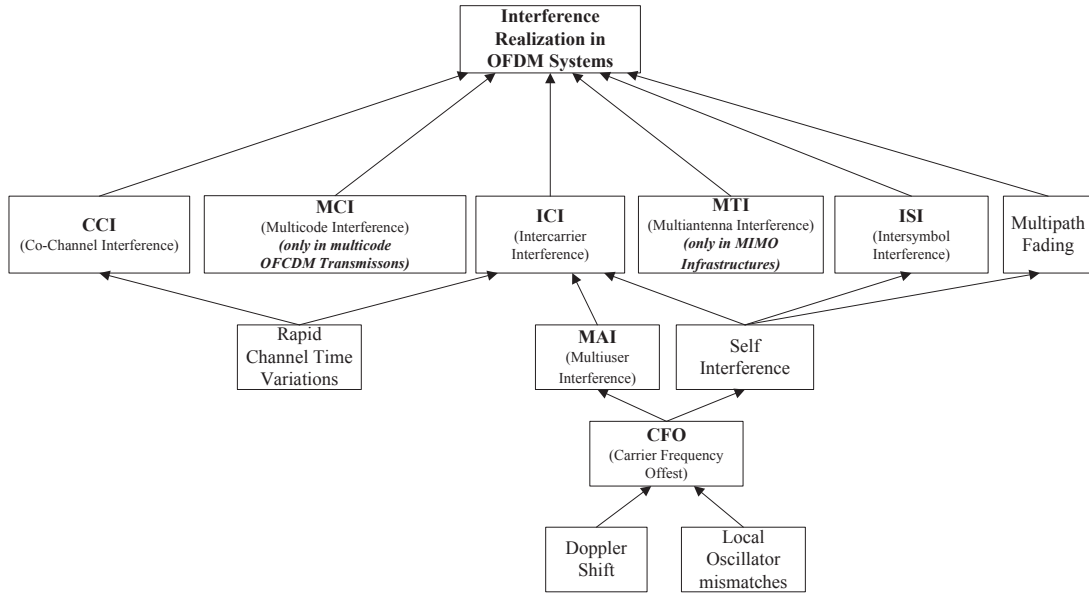 Interference
Realization in
OFDM Systems
CCI
(Co-Channel Interference)
MCI
(Multicode Interference)
(only in multicode
OFCDM Transmissons)
ICI
(Intercarrier
Interference)
MTI
(Multiantenna Interference)
(only in MIMO
Infrastructures)
ISI
(Intersymbol
Interference)
Multipath
Fading
Rapid
Channel Time
Variations
MAI
(Multiuser
Interference)
Self
Interference
CFO
(Carrier Frequency
Offest)
Doppler
Shift
Local
Oscillator
mismatches